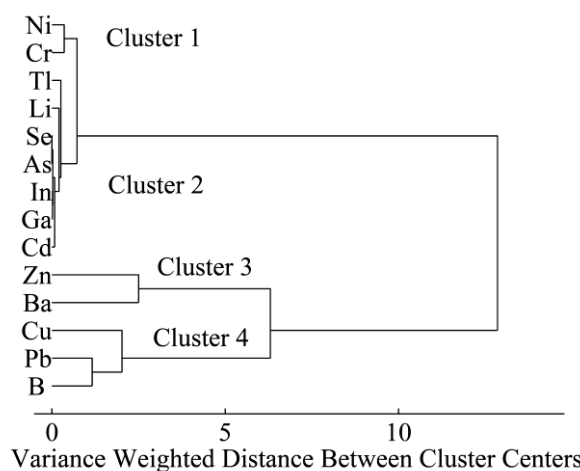 Ni
Cluster 1
Cr
Tl
Li
Se
As
Cluster 2
In
Ga
Cd
Cluster 3
Zn
Ba
Cu
Cluster 4
Pb
B
0 5 10
Variance Weighted Distance Between Cluster Centers